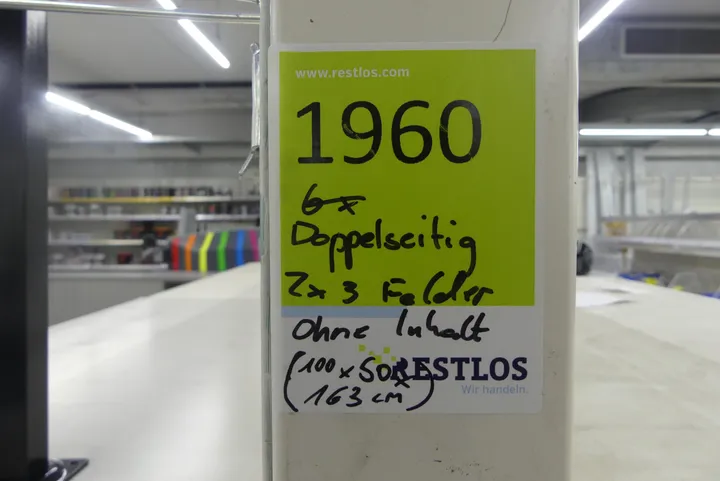 www.restlos.com
1960
6x
Doppelseitig
2x 3 Felder
Ohne Inhalt
(100 x 50 x
163 cm)
RESTLOS
Wir handeln.